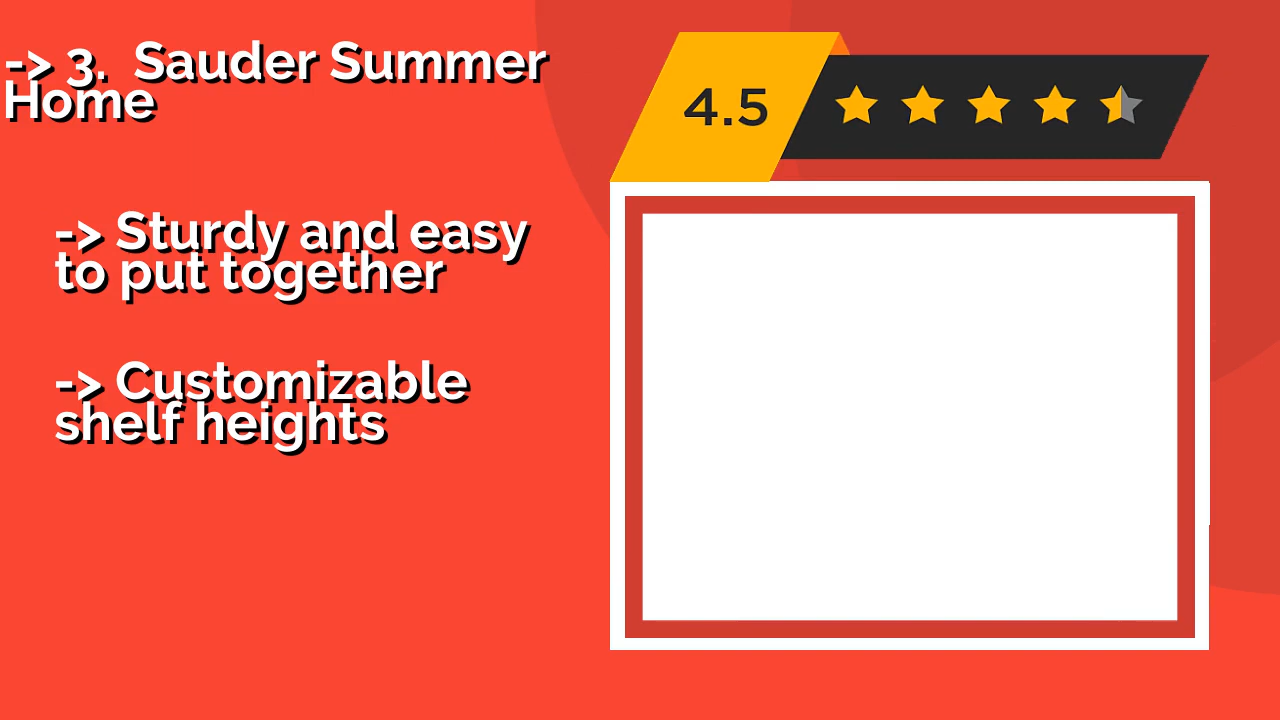 -> 3.  Sauder Summer
Home
4.5
-> Sturdy and easy
to put together
-> Customizable
shelf heights